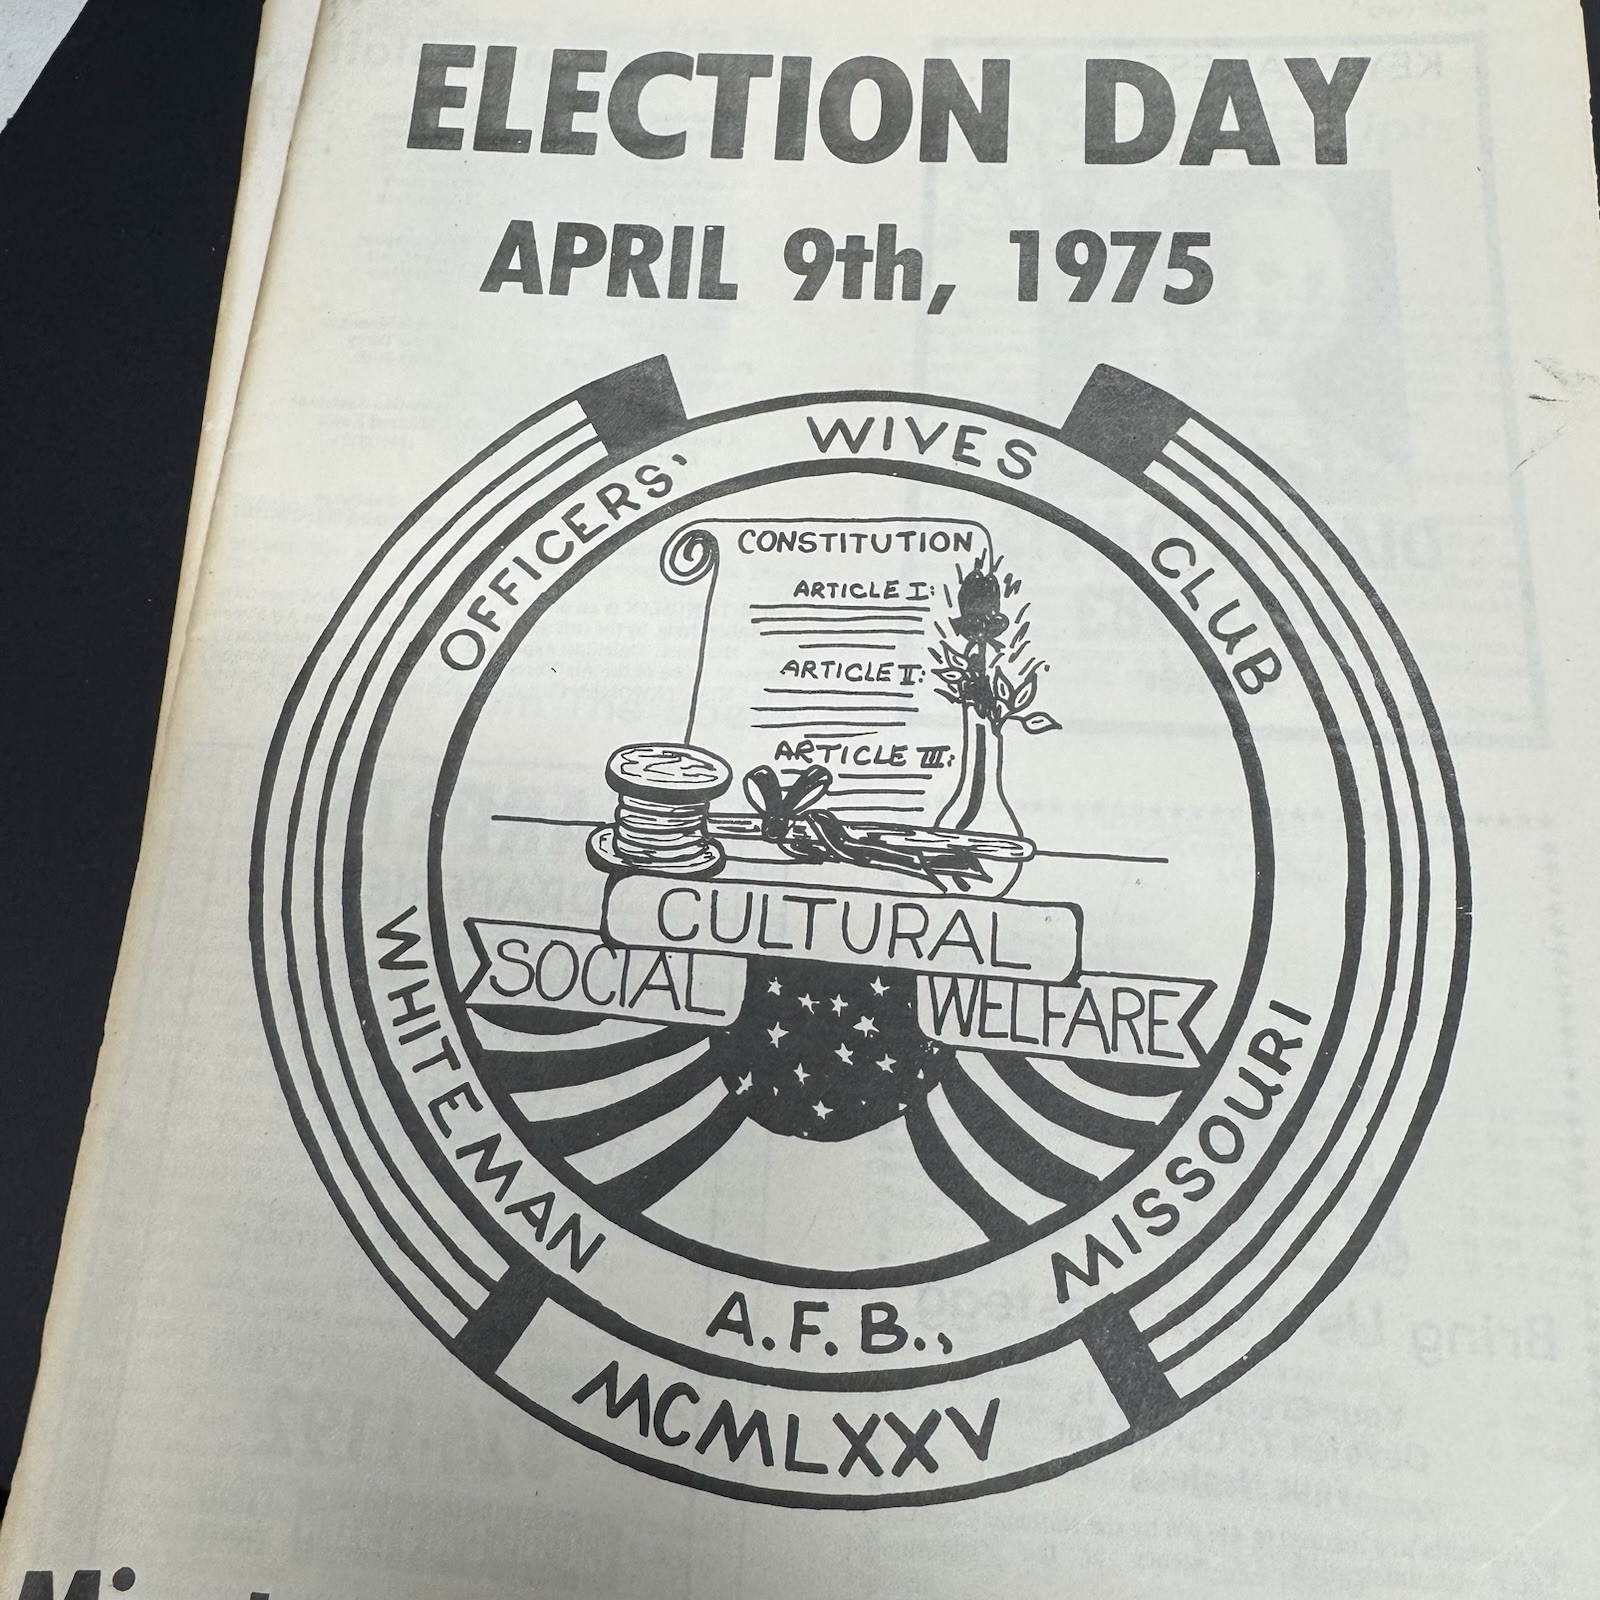 ELECTION DAY
APRIL 9th, 1975
OFFICERS' WIVES CLUB
CONSTITUTION
ARTICLE I:
ARTICLE II:
ARTICLE III:
CULTURAL
SOCIAL
WELFARE
WHITEMAN A.F.B., MISSOURI
MCMLXXV